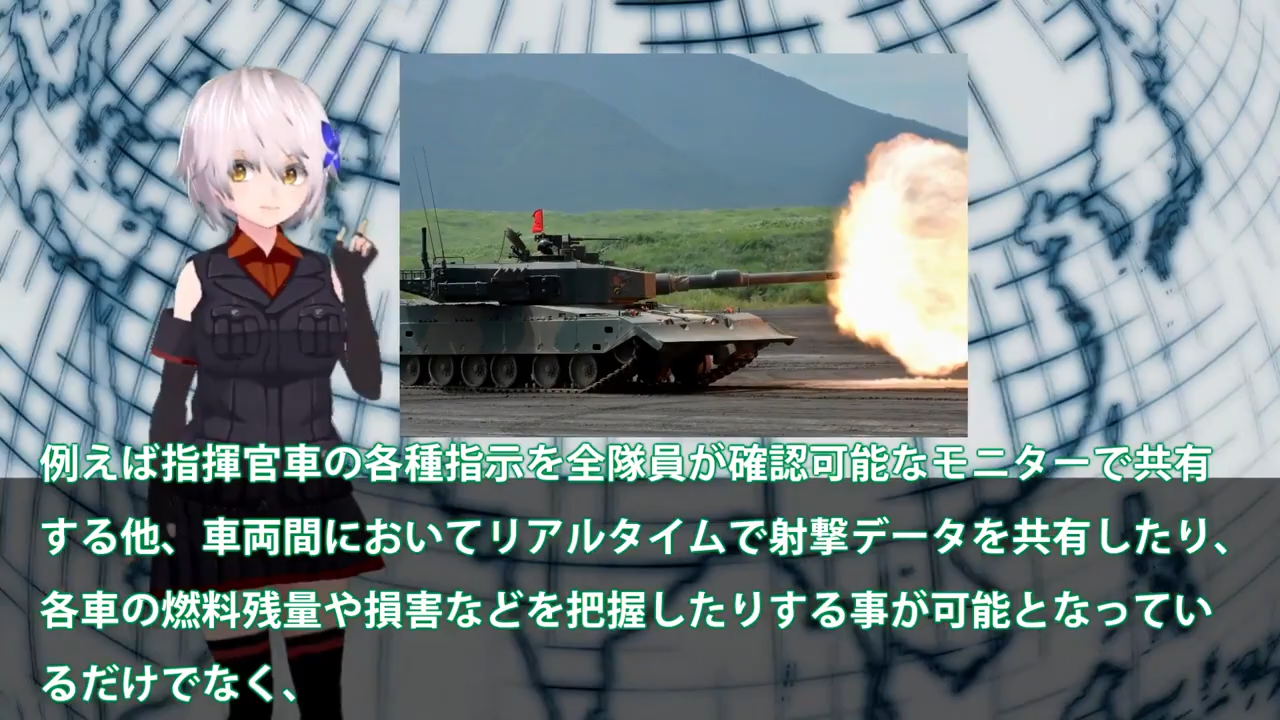 例えば指揮官車の各種指示を全隊員が確認可能なモニターで共有
する他、車両間においてリアルタイムで射撃データを共有したり、
各車の燃料残量や損害などを把握したりする事が可能となってい
るだけでなく、